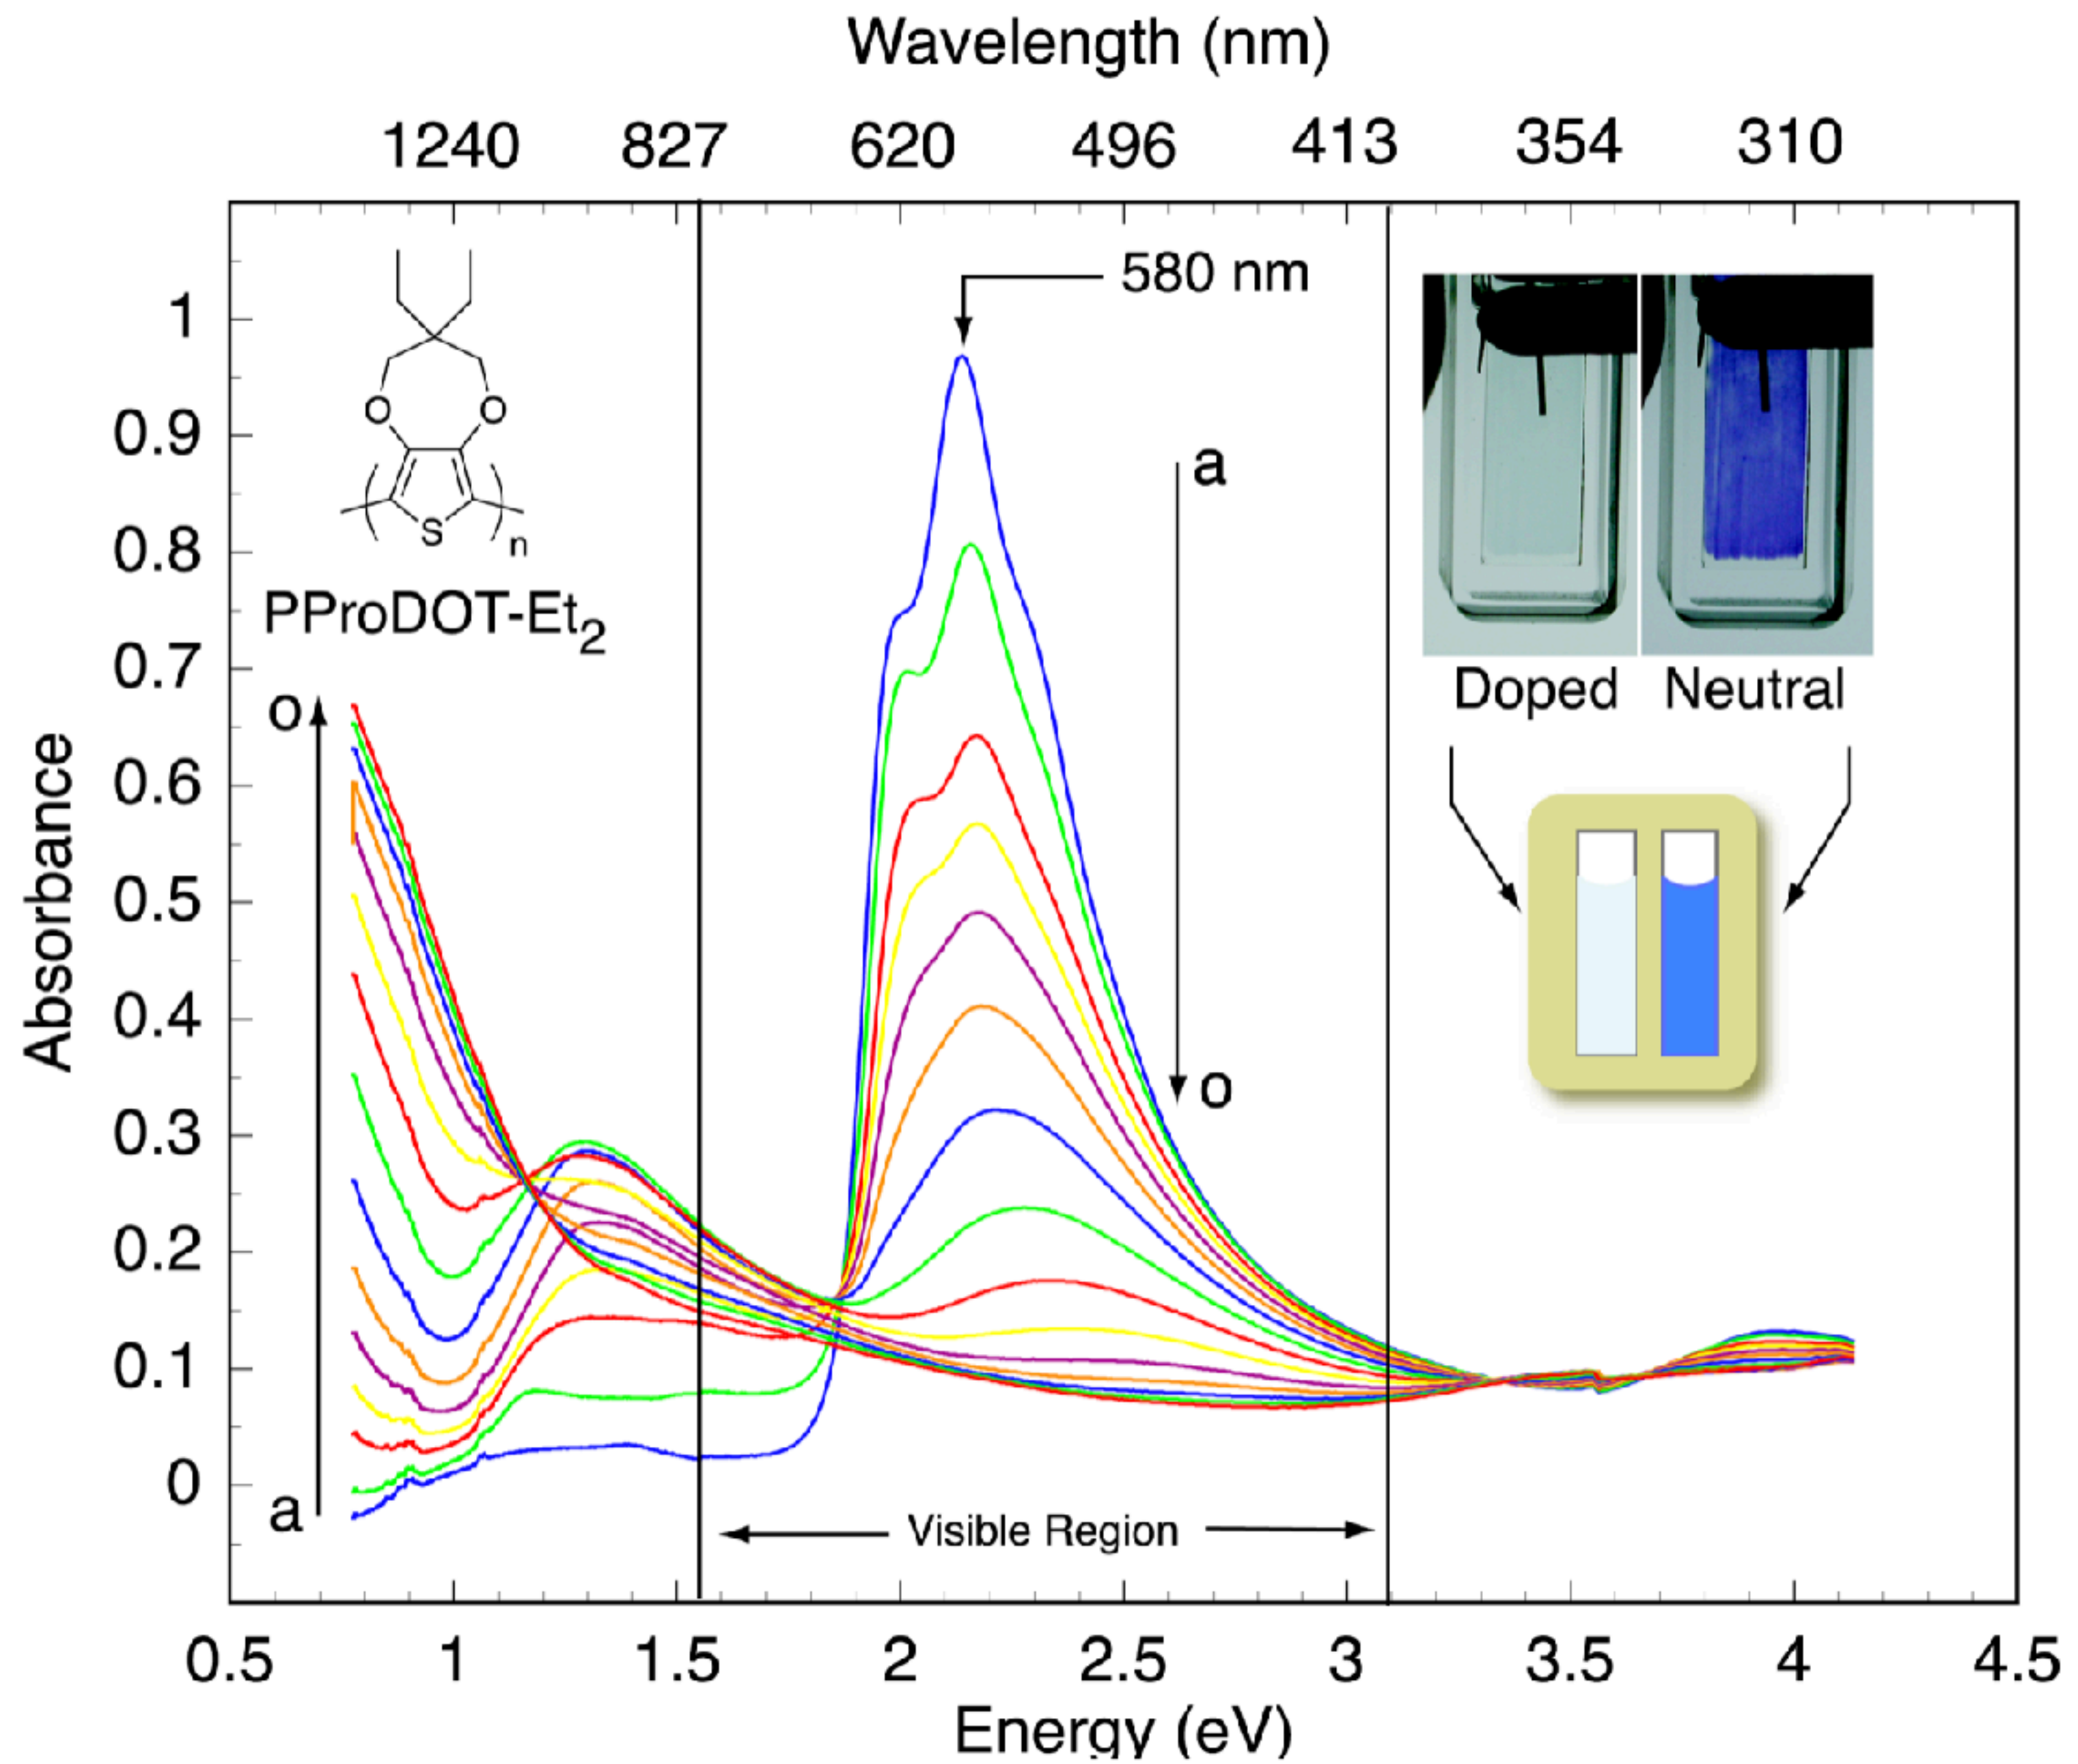 Wavelength (nm)
1240 827 620 496 413 354 310
580 nm
1
0.9
0.8
0.7
0.6
0.5
0.4
0.3
0.2
0.1
0
Absorbance
O O
S
n
PProDOT-Et2
o
a
a
o
Doped Neutral
Visible Region
0.5 1 1.5 2 2.5 3 3.5 4 4.5
Energy (eV)